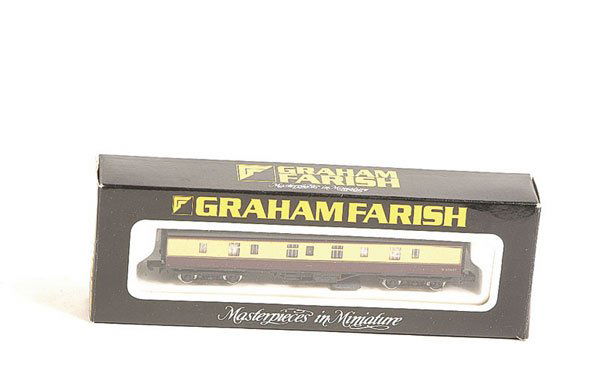 GRAHAM
FARISH
Masterpieces in Miniature
GRAHAM FARISH
Masterpieces in Miniature